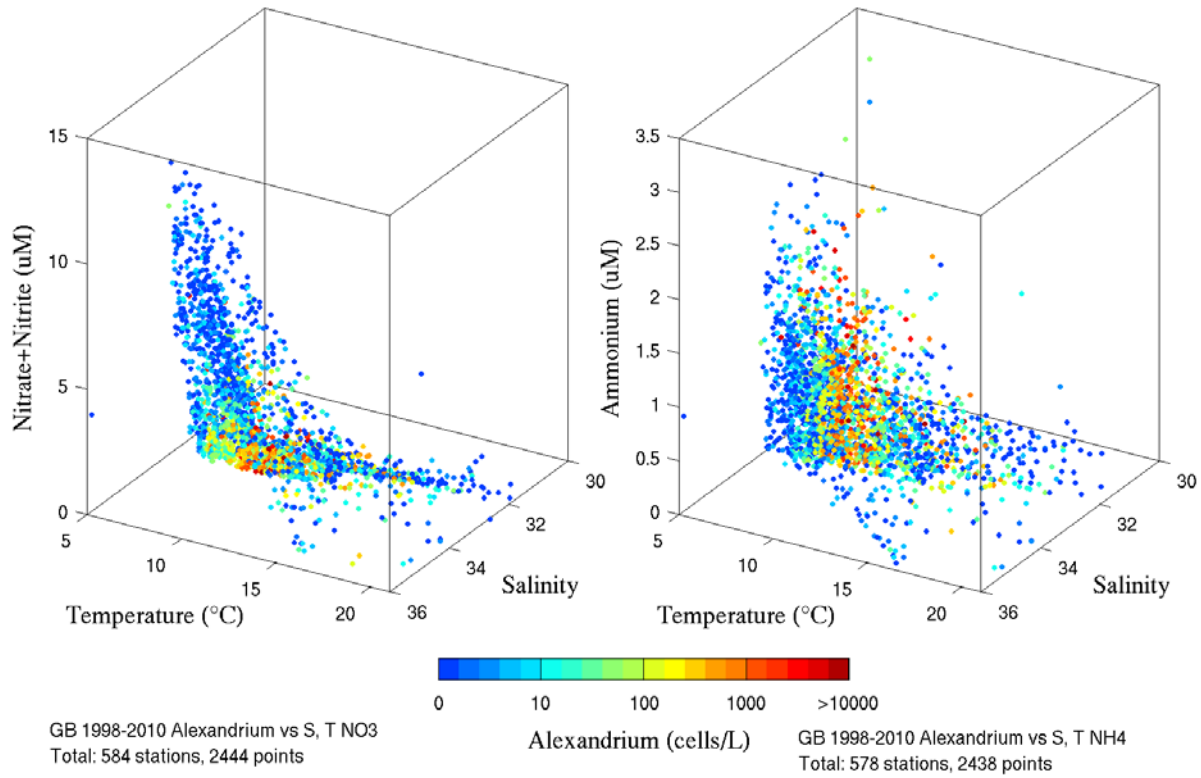 15
10
5
0
Nitrate+Nitrite (uM)
5
10
15
20
Temperature (°C)
30
32
34
36
Salinity
3.5
3
2.5
2
1.5
1
0.5
0
Ammonium (uM)
5
10
15
20
Temperature (°C)
30
32
34
36
Salinity
0 10 100 1000 >10000
Alexandrium (cells/L)
GB 1998-2010 Alexandrium vs S, T NO3
Total: 584 stations, 2444 points
GB 1998-2010 Alexandrium vs S, T NH4
Total: 578 stations, 2438 points